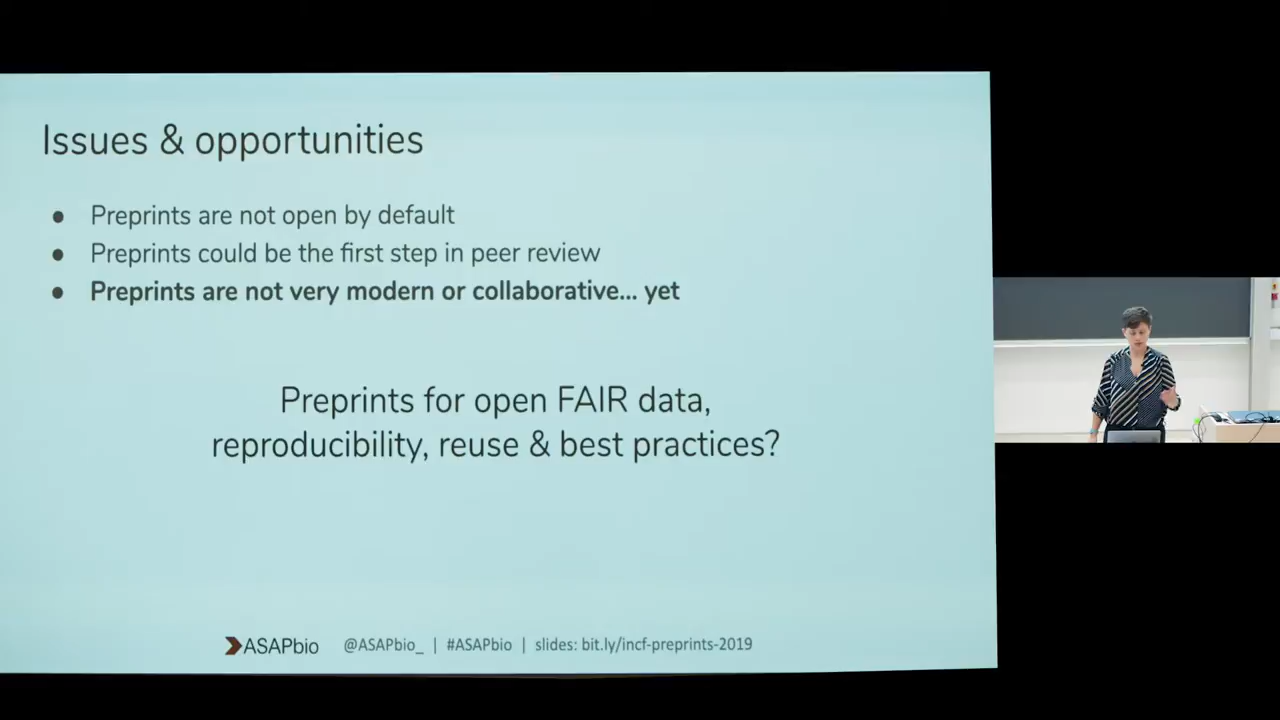 Issues & opportunities
● Preprints are not open by default
● Preprints could be the first step in peer review
● Preprints are not very modern or collaborative... yet
Preprints for open FAIR data,
reproducibility, reuse & best practices?
ASAPbio @ASAPbio_ | #ASAPbio | slides: bit.ly/incf-preprints-2019